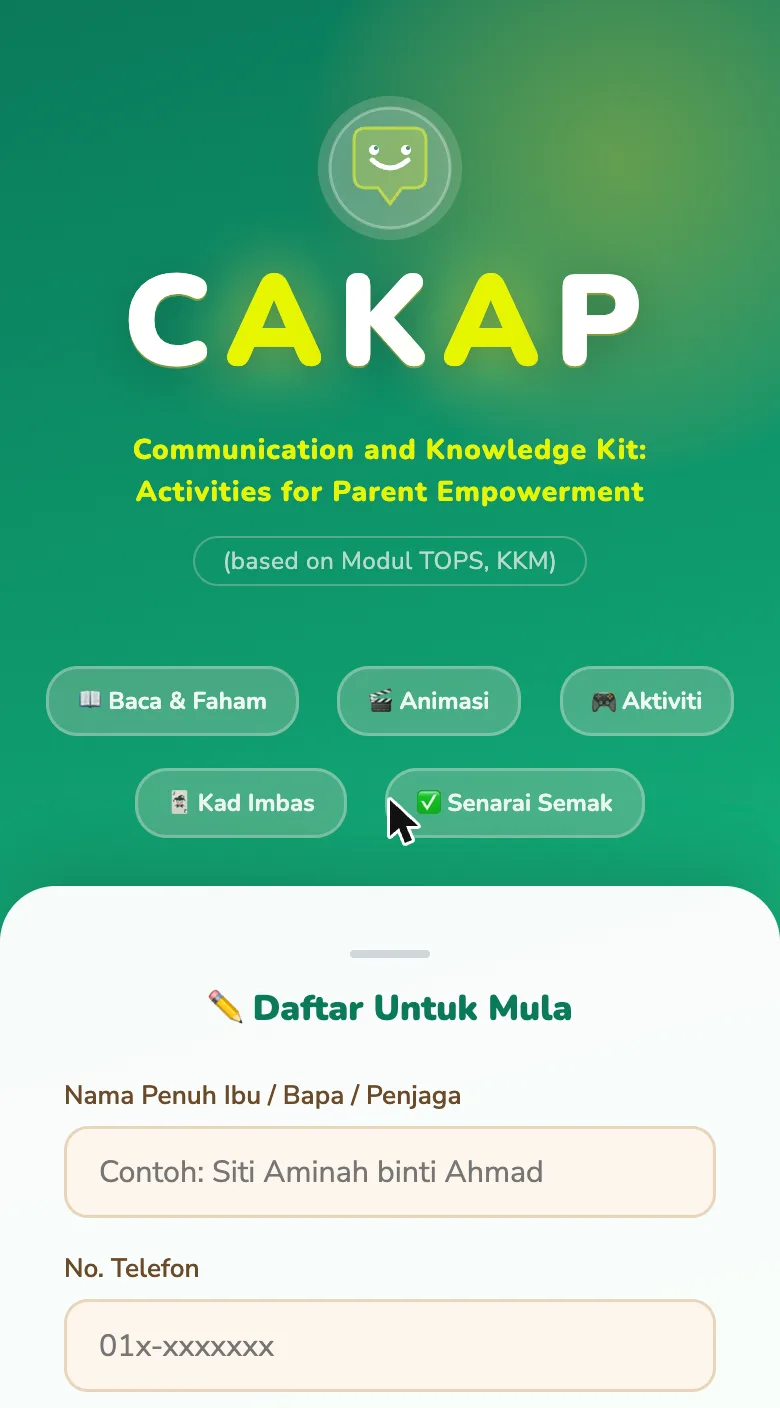 CAKAP
Communication and Knowledge Kit:
Activities for Parent Empowerment
(based on Modul TOPS, KKM)
📖 Baca & Faham
🎬 Animasi
🎮 Aktiviti
🃏 Kad Imbas
✅ Senarai Semak
✏️ Daftar Untuk Mula
Nama Penuh Ibu / Bapa / Penjaga
Contoh: Siti Aminah binti Ahmad
No. Telefon
01x-xxxxxxx